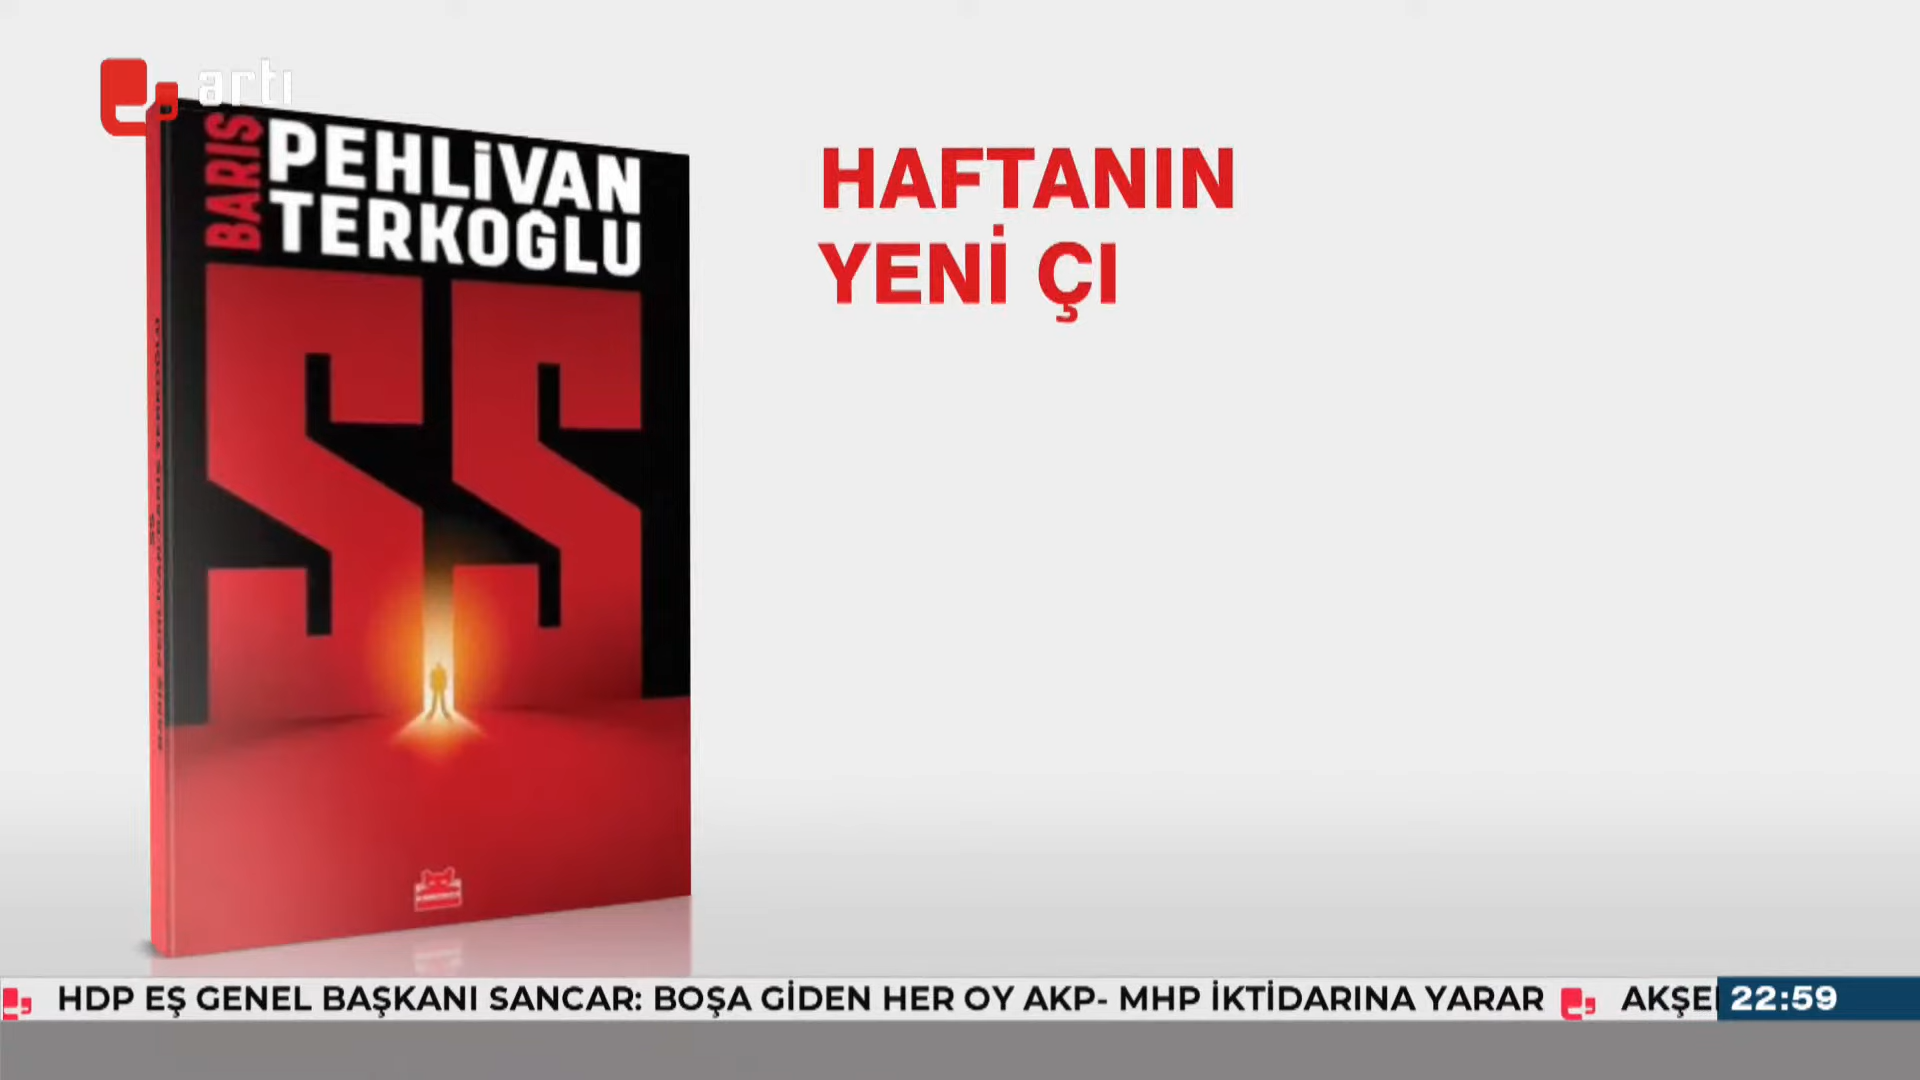 artı
BARIŞ
PEHLİVAN
TERKOĞLU
SS
HAFTANIN
YENİ ÇI
HDP EŞ GENEL BAŞKANI SANCAR: BOŞA GİDEN HER OY AKP- MHP İKTİDARINA YARAR AKŞE
22:59